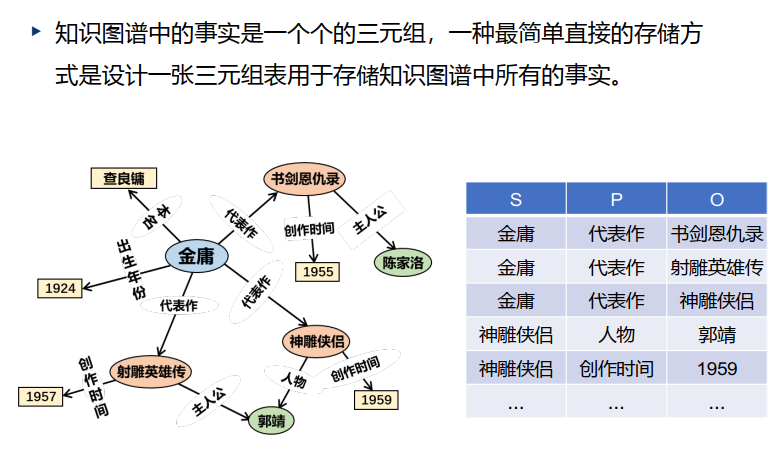 知识图谱中的事实是一个个的三元组，一种最简单直接的存储方
式是设计一张三元组表用于存储知识图谱中所有的事实。
查良镛
书剑恩仇录
本名
代表作
创作时间
主人公
出生年份
金庸
1924
1955
陈家洛
代表作
代表作
神雕侠侣
创作时间
射雕英雄传
人物
创作时间
1957
主人公
1959
郭靖
S P O
金庸 代表作 书剑恩仇录
金庸 代表作 射雕英雄传
金庸 代表作 神雕侠侣
神雕侠侣 人物 郭靖
神雕侠侣 创作时间 1959
... ... ...